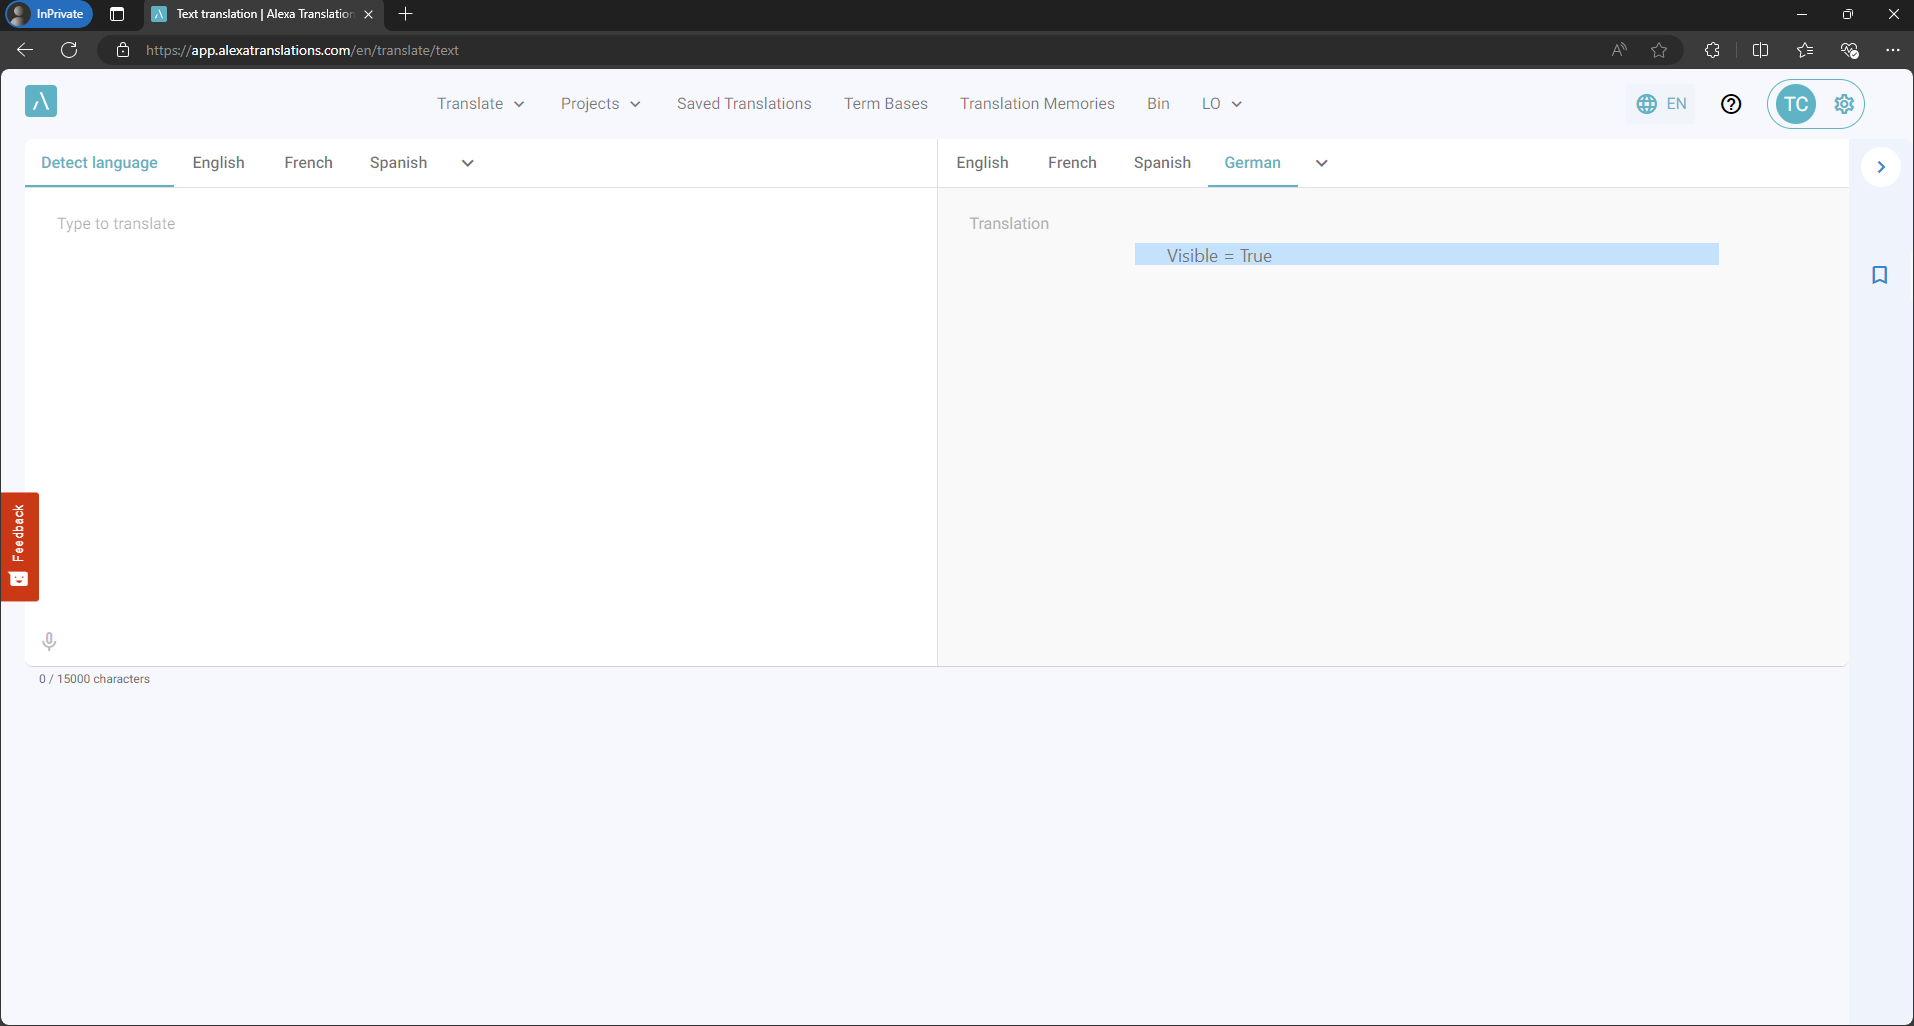 InPrivate
Text translation | Alexa Translation
https://app.alexatranslations.com/en/translate/text
Translate
Projects
Saved Translations
Term Bases
Translation Memories
Bin
LO
EN
TC
Detect language
English
French
Spanish
English
French
Spanish
German
Type to translate
Translation
Visible = True
Feedback
0 / 15000 characters